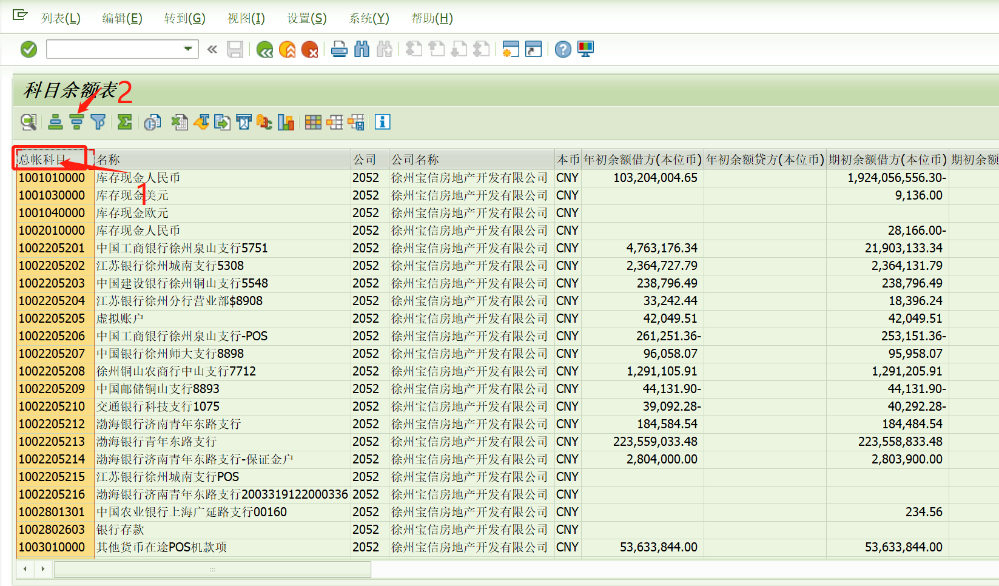 列表(L) 编辑(E) 转到(G) 视图(I) 设置(S) 系统(Y) 帮助(H)
科目余额表2
总帐科目 名称 公司 公司名称 本币 年初余额借方(本位币) 年初余额贷方(本位币) 期初余额借方(本位币) 期初余额
1001010000 库存现金人民币 2052 徐州宝信房地产开发有限公司 CNY 103,204,004.65 1,924,056,556.30-
1
1001030000 库存现金美元 2052 徐州宝信房地产开发有限公司 CNY 9,136.00
1001040000 库存现金欧元 2052 徐州宝信房地产开发有限公司 CNY
1002010000 库存现金人民币 2052 徐州宝信房地产开发有限公司 CNY 28,166.00-
1002205201 中国工商银行徐州泉山支行5751 2052 徐州宝信房地产开发有限公司 CNY 4,763,176.34 21,903,133.34
1002205202 江苏银行徐州城南支行5308 2052 徐州宝信房地产开发有限公司 CNY 2,364,727.79 2,364,131.79
1002205203 中国建设银行徐州铜山支行5548 2052 徐州宝信房地产开发有限公司 CNY 238,796.49 238,796.49
1002205204 江苏银行徐州分行营业部$8908 2052 徐州宝信房地产开发有限公司 CNY 33,242.44 18,396.24
1002205205 虚拟账户 2052 徐州宝信房地产开发有限公司 CNY 42,049.51 42,049.51
1002205206 中国工商银行徐州泉山支行-POS 2052 徐州宝信房地产开发有限公司 CNY 261,251.36- 253,151.36-
1002205207 中国银行徐州师大支行8898 2052 徐州宝信房地产开发有限公司 CNY 96,058.07 95,958.07
1002205208 徐州铜山农商行中山支行7712 2052 徐州宝信房地产开发有限公司 CNY 1,291,105.91 1,291,205.91
1002205209 中国邮储铜山支行8893 2052 徐州宝信房地产开发有限公司 CNY 44,131.90- 44,131.90-
1002205210 交通银行科技支行1075 2052 徐州宝信房地产开发有限公司 CNY 39,092.28- 40,292.28-
1002205212 渤海银行济南青年东路支行 2052 徐州宝信房地产开发有限公司 CNY 184,584.54 184,484.54
1002205213 渤海银行青年东路支行 2052 徐州宝信房地产开发有限公司 CNY 223,559,033.48 223,558,833.48
1002205214 渤海银行济南青年东路支行-保证金户 2052 徐州宝信房地产开发有限公司 CNY 2,804,000.00 2,803,900.00
1002205215 江苏银行徐州城南支行POS 2052 徐州宝信房地产开发有限公司 CNY
1002205216 渤海银行济南青年东路支行2003319122000336 2052 徐州宝信房地产开发有限公司 CNY
1002801301 中国农业银行上海广延路支行00160 2052 徐州宝信房地产开发有限公司 CNY 234.56
1002802603 银行存款 2052 徐州宝信房地产开发有限公司 CNY
1003010000 其他货币在途POS机款项 2052 徐州宝信房地产开发有限公司 CNY 53,633,844.00 53,633,844.00